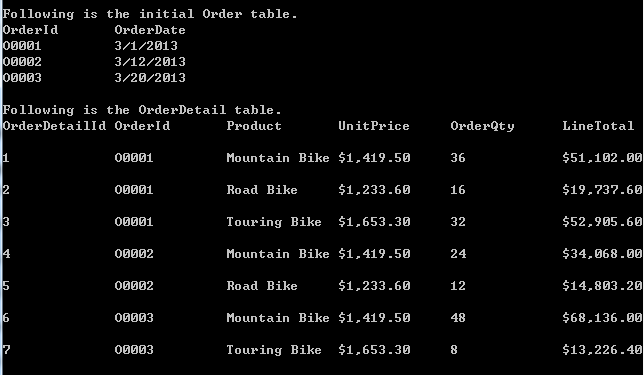 Following is the initial Order table.
OrderId OrderDate
O0001 3/1/2013
O0002 3/12/2013
O0003 3/20/2013
Following is the OrderDetail table.
OrderDetailId OrderId Product UnitPrice OrderQty LineTotal
1 O0001 Mountain Bike $1,419.50 36 $51,102.00
2 O0001 Road Bike $1,233.60 16 $19,737.60
3 O0001 Touring Bike $1,653.30 32 $52,905.60
4 O0002 Mountain Bike $1,419.50 24 $34,068.00
5 O0002 Road Bike $1,233.60 12 $14,803.20
6 O0003 Mountain Bike $1,419.50 48 $68,136.00
7 O0003 Touring Bike $1,653.30 8 $13,226.40